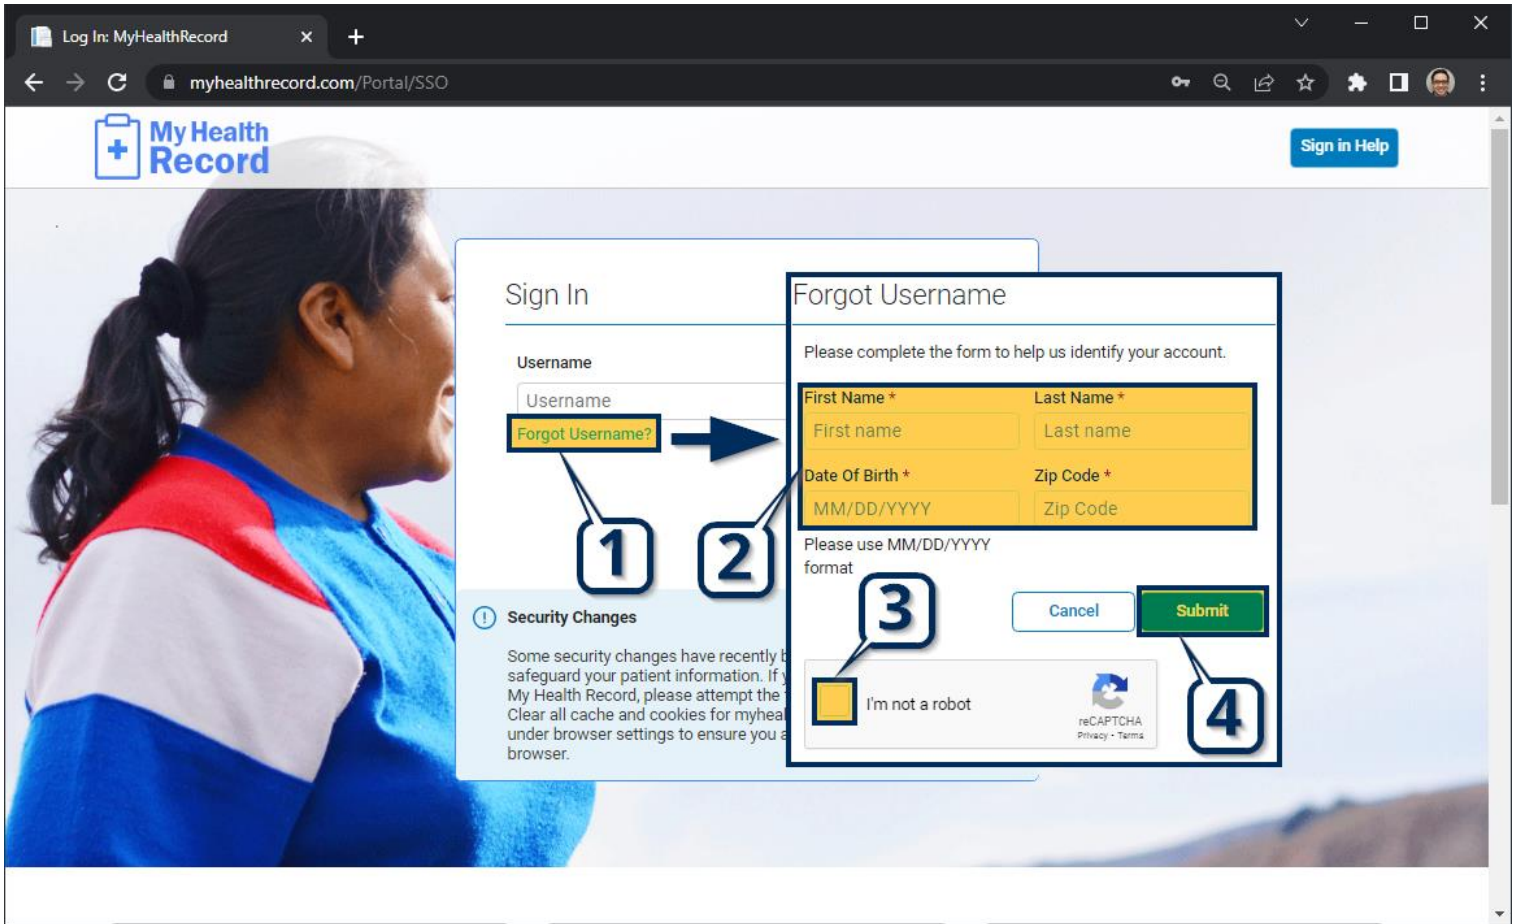 Log In: MyHealthRecord
myhealthrecord.com/Portal/SSO
My Health
Record
Sign in Help
Sign In
Username
Username
Forgot Username?
1
2
Security Changes
Some security changes have recently
safeguard your patient information. If
My Health Record, please attempt the
Clear all cache and cookies for
under browser settings to ensure you
browser.
Forgot Username
Please complete the form to help us identify your account.
First Name * Last Name *
First name Last name
Date Of Birth * Zip Code *
MM/DD/YYYY Zip Code
Please use MM/DD/YYYY
format
3
Cancel Submit
I'm not a robot
reCAPTCHA
Privacy - Terms
4